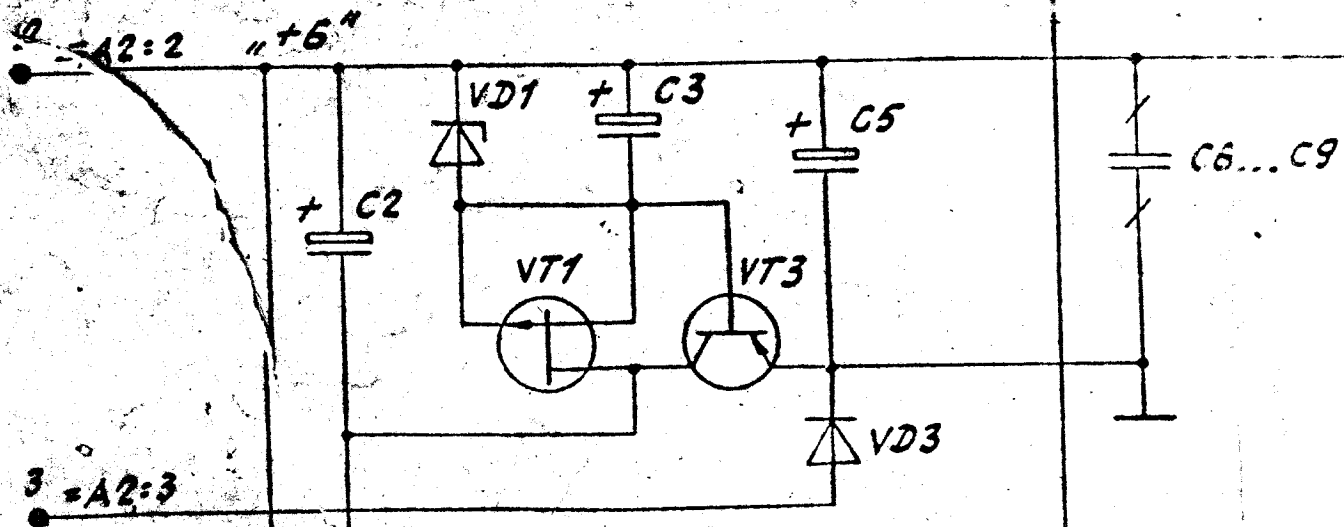 =A2:2 „+6"
VD1 + C3
+ C5
C6...C9
+ C2
VT1 VT3
VD3
3 =A2:3